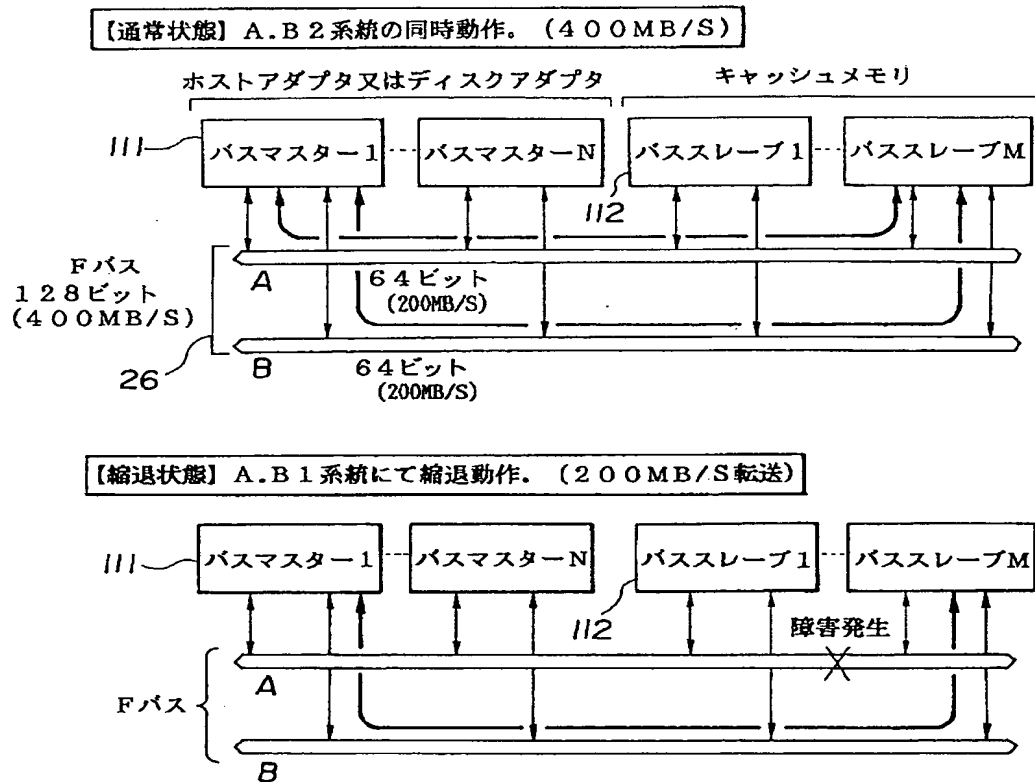 【通常状態】A.B2系統の同時動作。(400MB/S)
ホストアダプタ又はディスクアダプタ
キャッシュメモリ
111
バスマスター1
バスマスターN
バススレーブ1
バススレーブM
112
Fバス
128ビット
(400MB/S)
26
A
64ビット
(200MB/S)
B
64ビット
(200MB/S)
【縮退状態】A.B1系統にて縮退動作。(200MB/S転送)
111
バスマスター1
バスマスターN
バススレーブ1
バススレーブM
112
障害発生
Fバス
A
B